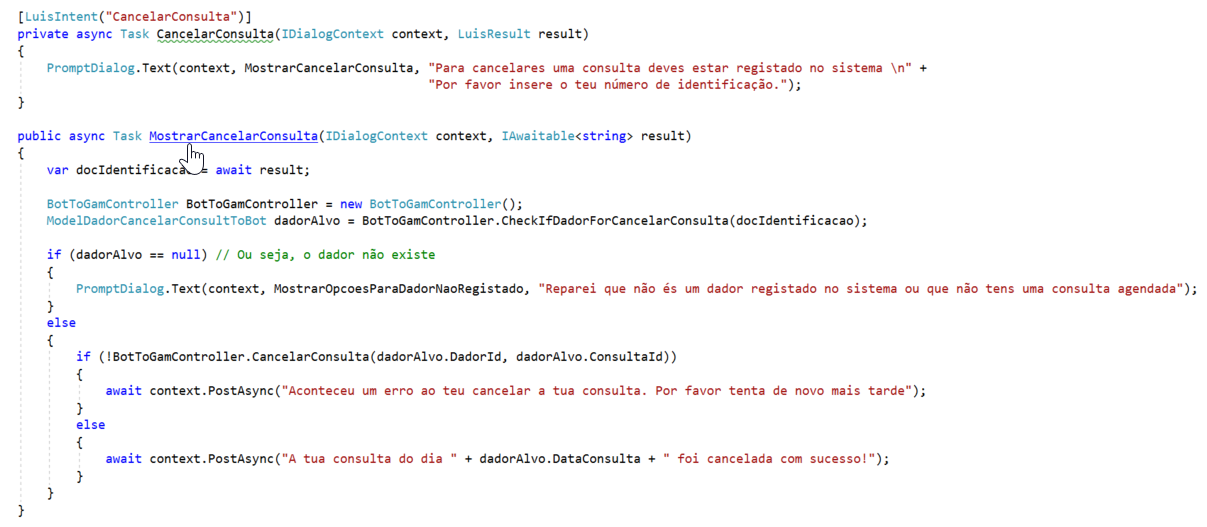 [LuisIntent("CancelarConsulta")]
private async Task CancelarConsulta(IDialogContext context, LuisResult result)
{
PromptDialog.Text(context, MostrarCancelarConsulta, "Para cancelares uma consulta deves estar registado no sistema \n" +
"Por favor insere o teu número de identificação.");
}
public async Task MostrarCancelarConsulta(IDialogContext context, IAwaitable<string> result)
{
var docIdentificacao = await result;
BotToGamController BotToGamController = new BotToGamController();
ModelDadorCancelarConsultToBot dadorAlvo = BotToGamController.CheckIfDadorForCancelarConsulta(docIdentificacao);
if (dadorAlvo == null) // Ou seja, o dador não existe
{
PromptDialog.Text(context, MostrarOpcoesParaDadorNaoRegistado, "Reparei que não és um dador registado no sistema ou que não tens uma consulta agendada");
}
else
{
if (!BotToGamController.CancelarConsulta(dadorAlvo.DadorId, dadorAlvo.ConsultaId))
{
await context.PostAsync("Aconteceu um erro ao teu cancelar a tua consulta. Por favor tenta de novo mais tarde");
}
else
{
await context.PostAsync("A tua consulta do dia " + dadorAlvo.DataConsulta + " foi cancelada com sucesso!");
}
}
}